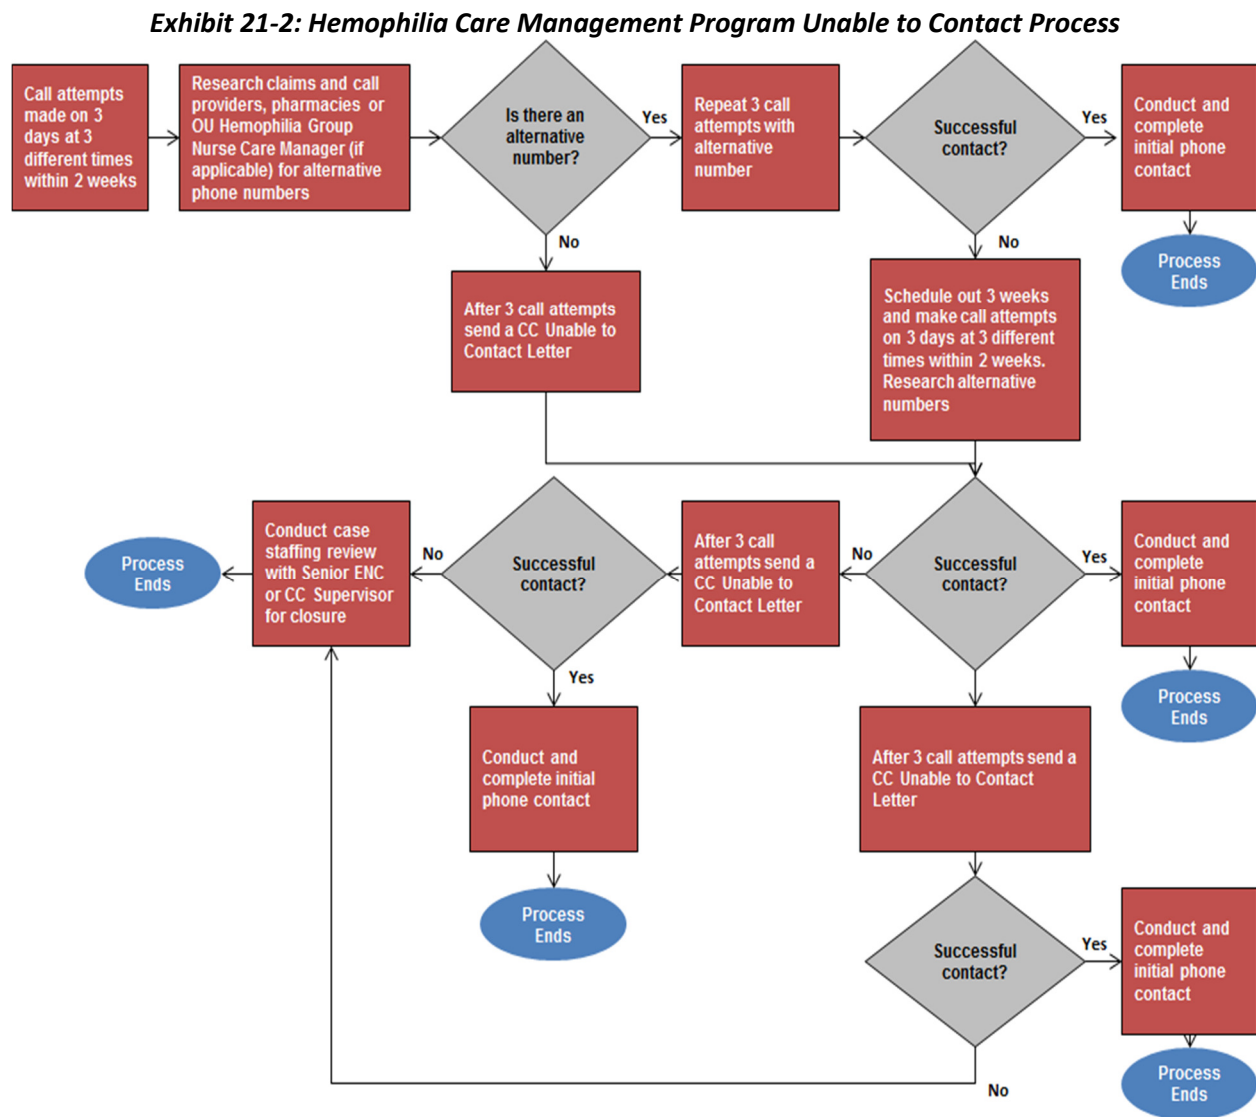 Exhibit 21-2: Hemophilia Care Management Program Unable to Contact Process
Call attempts
made on 3
days at 3
different times
within 2 weeks
Research claims and call
providers, pharmacies or
OU Hemophilia Group
Nurse Care Manager (if
applicable) for alternative
phone numbers
Is there an
alternative
number?
Yes
Repeat 3 call
attempts with
alternative
number
Successful
contact?
Yes
Conduct and
complete
initial phone
contact
Process
Ends
No
After 3 call attempts
send a CC Unable to
Contact Letter
No
Schedule out 3 weeks
and make call attempts
on 3 days at 3 different
times within 2 weeks.
Research alternative
numbers
Process
Ends
Conduct case
staffing review
with Senior ENC
or CC Supervisor
for closure
No
Successful
contact?
After 3 call
attempts send a
CC Unable to
Contact Letter
No
Successful
contact?
Yes
Conduct and
complete
initial phone
contact
Process
Ends
Yes
Conduct and
complete initial
phone contact
Process
Ends
After 3 call attempts send a
CC Unable to Contact
Letter
Successful
contact?
Yes
Conduct and
complete
initial phone
contact
Process
Ends
No